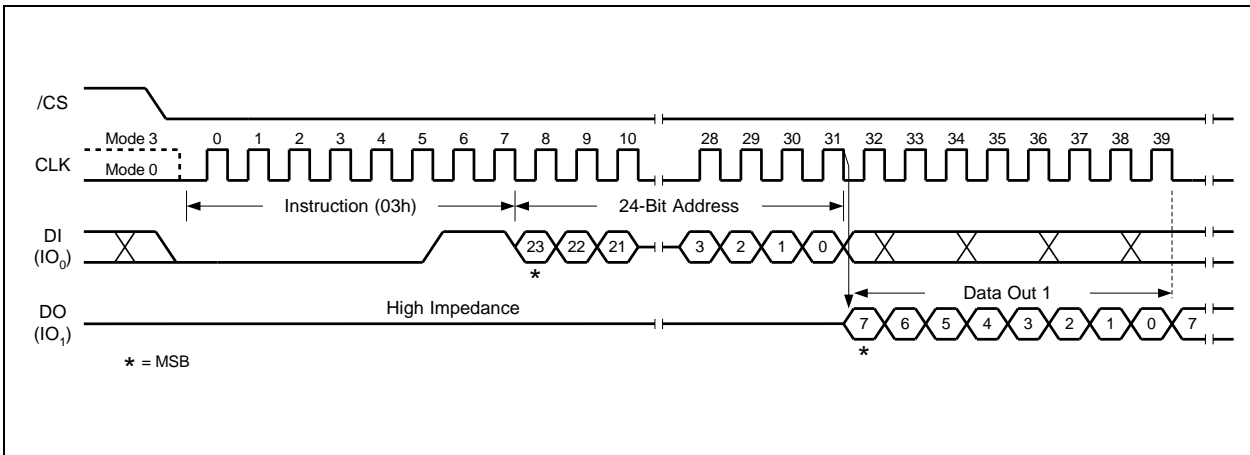 /CS
Mode 3 0 1 2 3 4 5 6 7 8 9 10 28 29 30 31 32 33 34 35 36 37 38 39
CLK
Mode 0
Instruction (03h) 24-Bit Address
DI
(IO0)
23 22 21 3 2 1 0
*
Data Out 1
High Impedance
DO
(IO1)
7 6 5 4 3 2 1 0 7
*
* = MSB